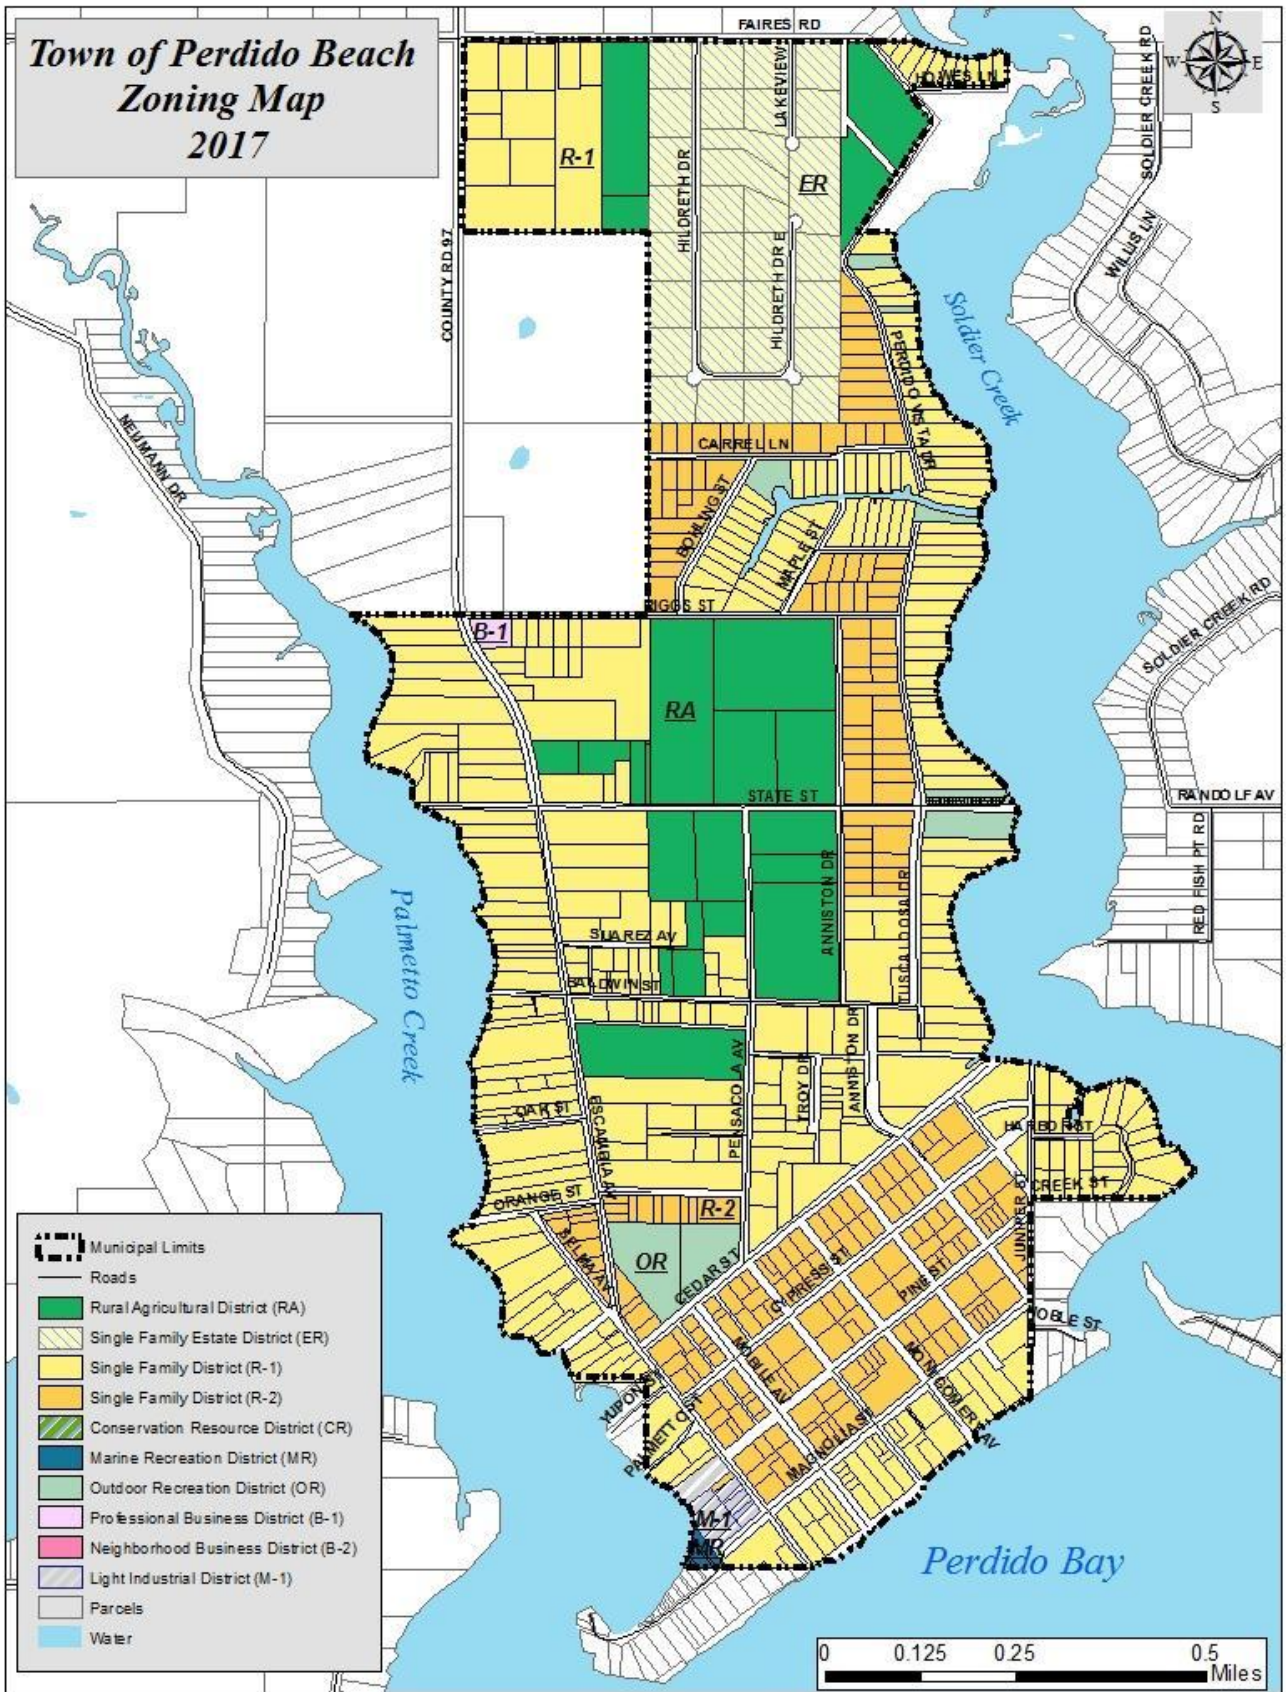 Town of Perdido Beach
Zoning Map
2017
FAIRES RD
N
W
E
S
HOWES LN
SOLDIER CREEK RD
LAKEVIEW
R-1
HILDRETH DR
ER
WILLIS LN
COUNTY RD 97
HILDRETH DR E
Soldier Creek
PERDIDO VISTA DR
NEUMANN DR
CARREL LN
BOWLING ST
MAPLE ST
RIGGS ST
B-1
SOLDIER CREEK RD
RA
STATE ST
RANDOLF AV
RED FISH PT RD
ANNISTON DR
TUSCALOOSA DR
Palmetto Creek
SUAREZ AV
BALDWIN ST
ANNISTON DR
PENSACOLA AV
TROY DR
ESCAMBIA AV
OAK ST
HARBOR ST
CREEK ST
JUNIPER ST
ORANGE ST
R-2
SELMA AV
OR
CEDAR ST
CYPRESS ST
PINE ST
NOBLE ST
MOBILE AV
MONTGOMERY AV
YUPON ST
PALMETTO ST
MAGNOLIA ST
M-1
MR
Perdido Bay
Municipal Limits
Roads
Rural Agricultural District (RA)
Single Family Estate District (ER)
Single Family District (R-1)
Single Family District (R-2)
Conservation Resource District (CR)
Marine Recreation District (MR)
Outdoor Recreation District (OR)
Professional Business District (B-1)
Neighborhood Business District (B-2)
Light Industrial District (M-1)
Parcels
Water
0 0.125 0.25 0.5
Miles